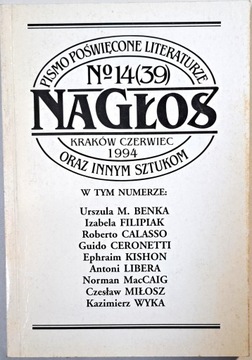 PISMO POŚWIĘCONE LITERATURZE
№ 14(39)
NAGŁOS
KRAKÓW CZERWIEC
1994
ORAZ INNYM SZTUKOM
W TYM NUMERZE:
Urszula M. BENKA
Izabela FILIPIAK
Roberto CALASSO
Guido CERONETTI
Ephraim KISHON
Antoni LIBERA
Norman MacCAIG
Czesław MIŁOSZ
Kazimierz WYKA